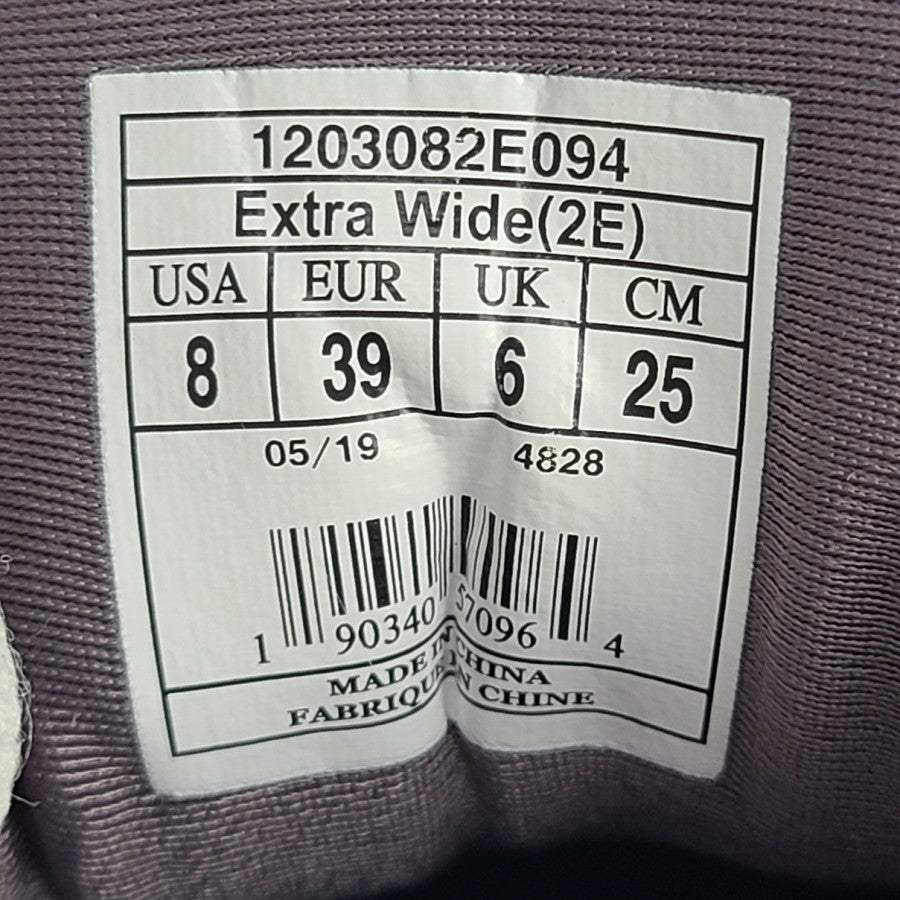 1203082E094
Extra Wide(2E)
USA EUR UK CM
8 39 6 25
05/19 4828
1 90340 57096 4
MADE IN CHINA
FABRIQUE N CHINE